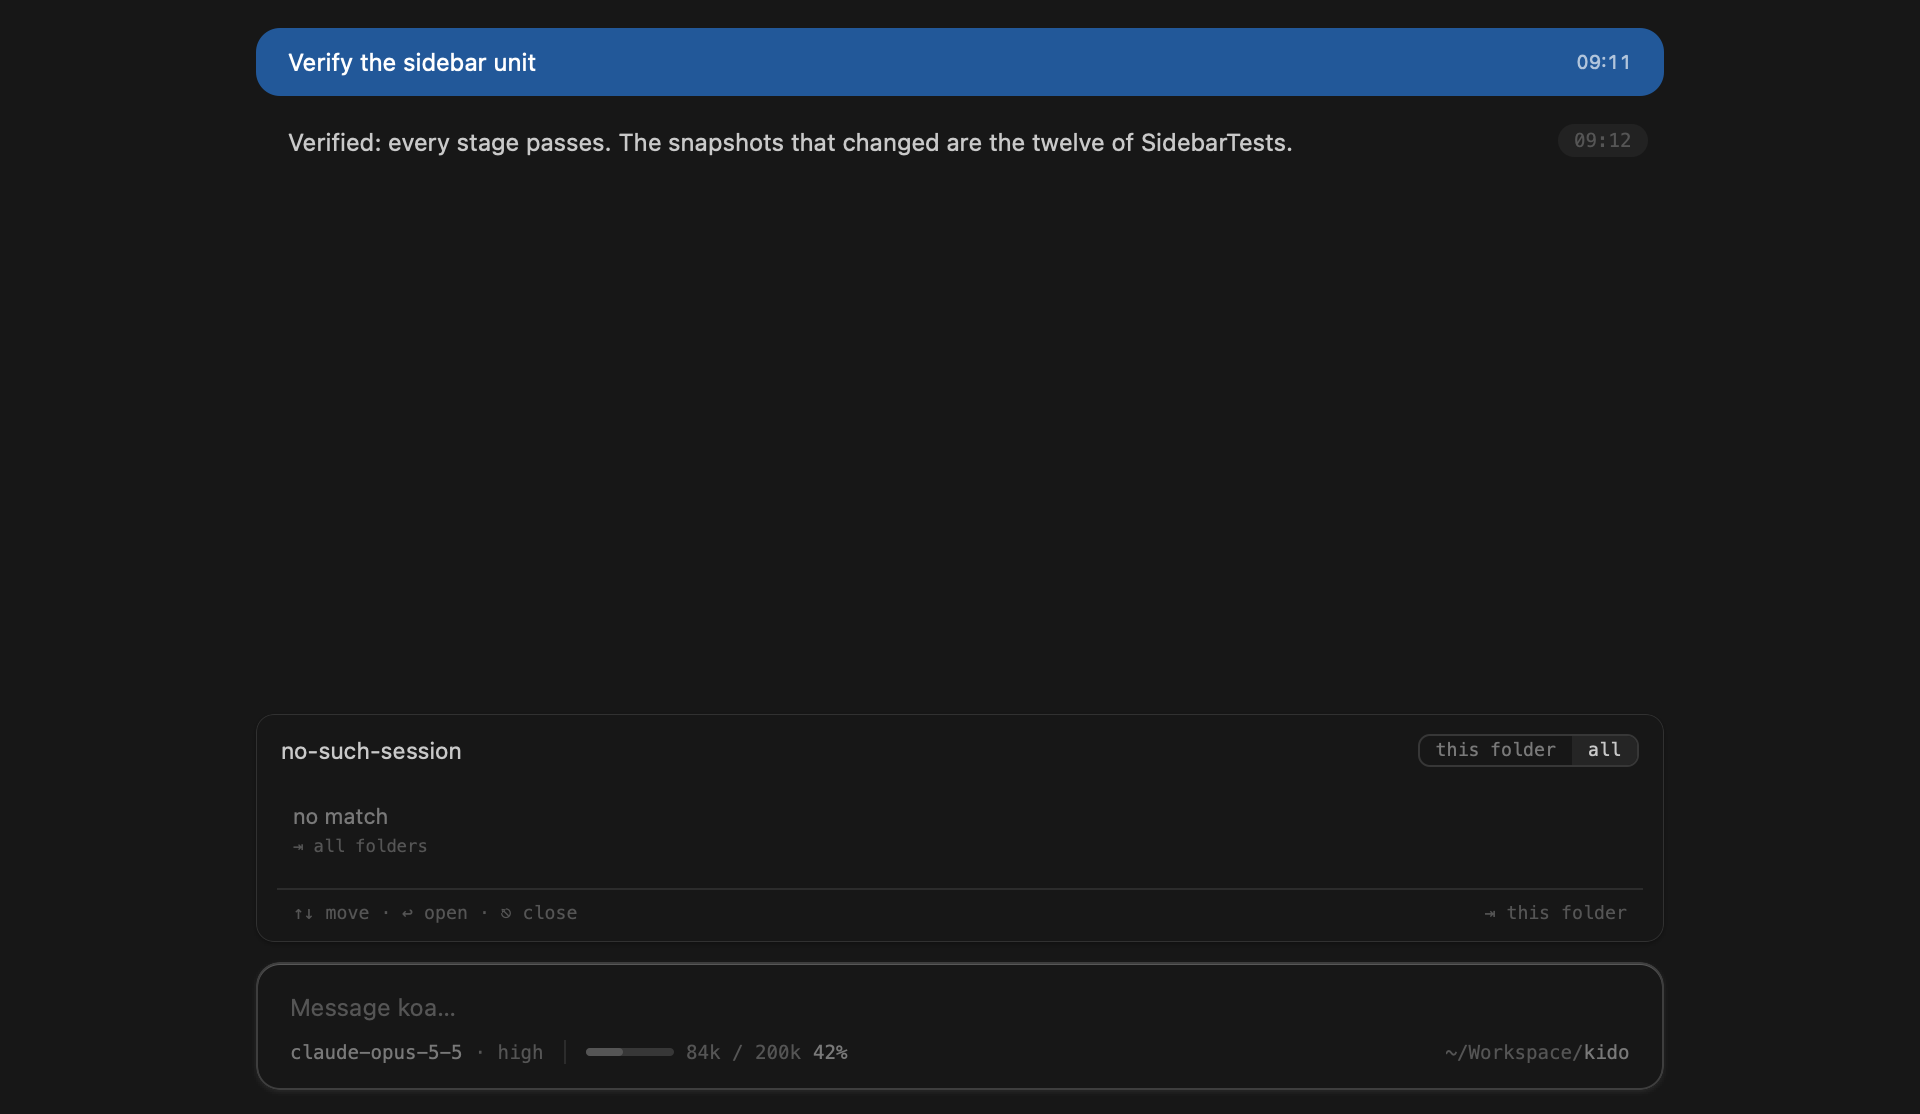 Verify the sidebar unit 09:11
Verified: every stage passes. The snapshots that changed are the twelve of SidebarTests. 09:12
no-such-session this folder all
no match
⇥ all folders
↑↓ move · ↩ open · ⎋ close ⇥ this folder
Message koa…
claude-opus-5-5 · high 84k / 200k 42% ~/Workspace/kido